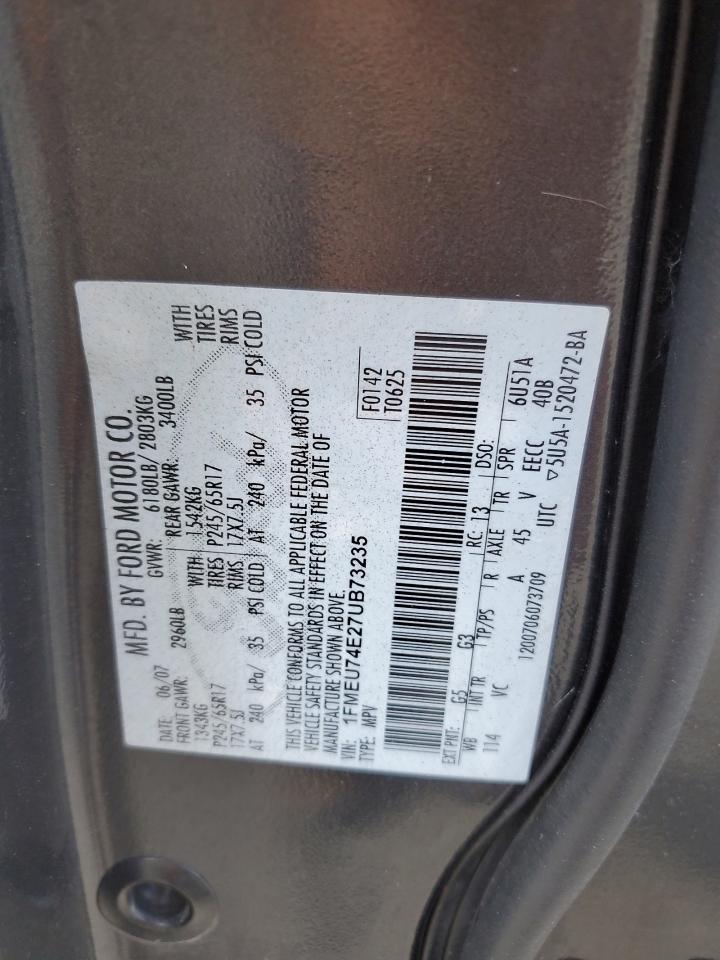 MFD. BY FORD MOTOR CO.
DATE: 06/07 GVWR: 6180LB/ 2803KG
FRONT GAWR: 2960LB REAR GAWR: 3400LB
1343KG WITH 1542KG WITH
P245/65R17 TIRES P245/65R17 TIRES
17X7.5J RIMS 17X7.5J RIMS
AT 240 kPa/ 35 PSI COLD AT 240 kPa/ 35 PSI COLD
THIS VEHICLE CONFORMS TO ALL APPLICABLE FEDERAL MOTOR
VEHICLE SAFETY STANDARDS IN EFFECT ON THE DATE OF
MANUFACTURE SHOWN ABOVE.
VIN: 1FMEU74E27UB73235 F0142
TYPE: MPV T0625
EXT PNT: G5 G3 RC: 13 DSO:
WB INT TR TP/PS R AXLE TR SPR 6U51A
114 VC A 45 V EECC 40B
1200706073709 UTC ▽5U5A-1520472-BA